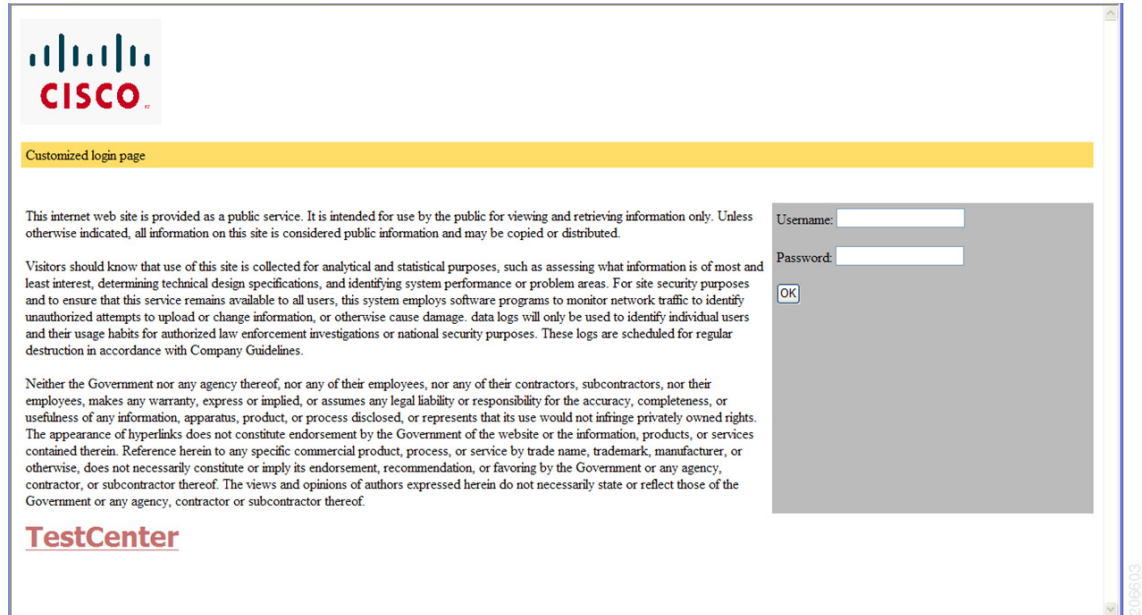 CISCO
Customized login page
This internet web site is provided as a public service. It is intended for use by the public for viewing and retrieving information only. Unless
otherwise indicated, all information on this site is considered public information and may be copied or distributed.
Visitors should know that use of this site is collected for analytical and statistical purposes, such as assessing what information is of most and
least interest, determining technical design specifications, and identifying system performance or problem areas. For site security purposes
and to ensure that this service remains available to all users, this system employs software programs to monitor network traffic to identify
unauthorized attempts to upload or change information, or otherwise cause damage. data logs will only be used to identify individual users
and their usage habits for authorized law enforcement investigations or national security purposes. These logs are scheduled for regular
destruction in accordance with Company Guidelines.
Neither the Government nor any agency thereof, nor any of their employees, nor any of their contractors, subcontractors, nor their
employees, makes any warranty, express or implied, or assumes any legal liability or responsibility for the accuracy, completeness, or
usefulness of any information, apparatus, product, or process disclosed, or represents that its use would not infringe privately owned rights.
The appearance of hyperlinks does not constitute endorsement by the Government of the website or the information, products, or services
contained therein. Reference herein to any specific commercial product, process, or service by trade name, trademark, manufacturer, or
otherwise, does not necessarily constitute or imply its endorsement, recommendation, or favoring by the Government or any agency,
contractor, or subcontractor thereof. The views and opinions of authors expressed herein do not necessarily state or reflect those of the
Government or any agency, contractor or subcontractor thereof.
TestCenter
Username:
Password:
OK
206603